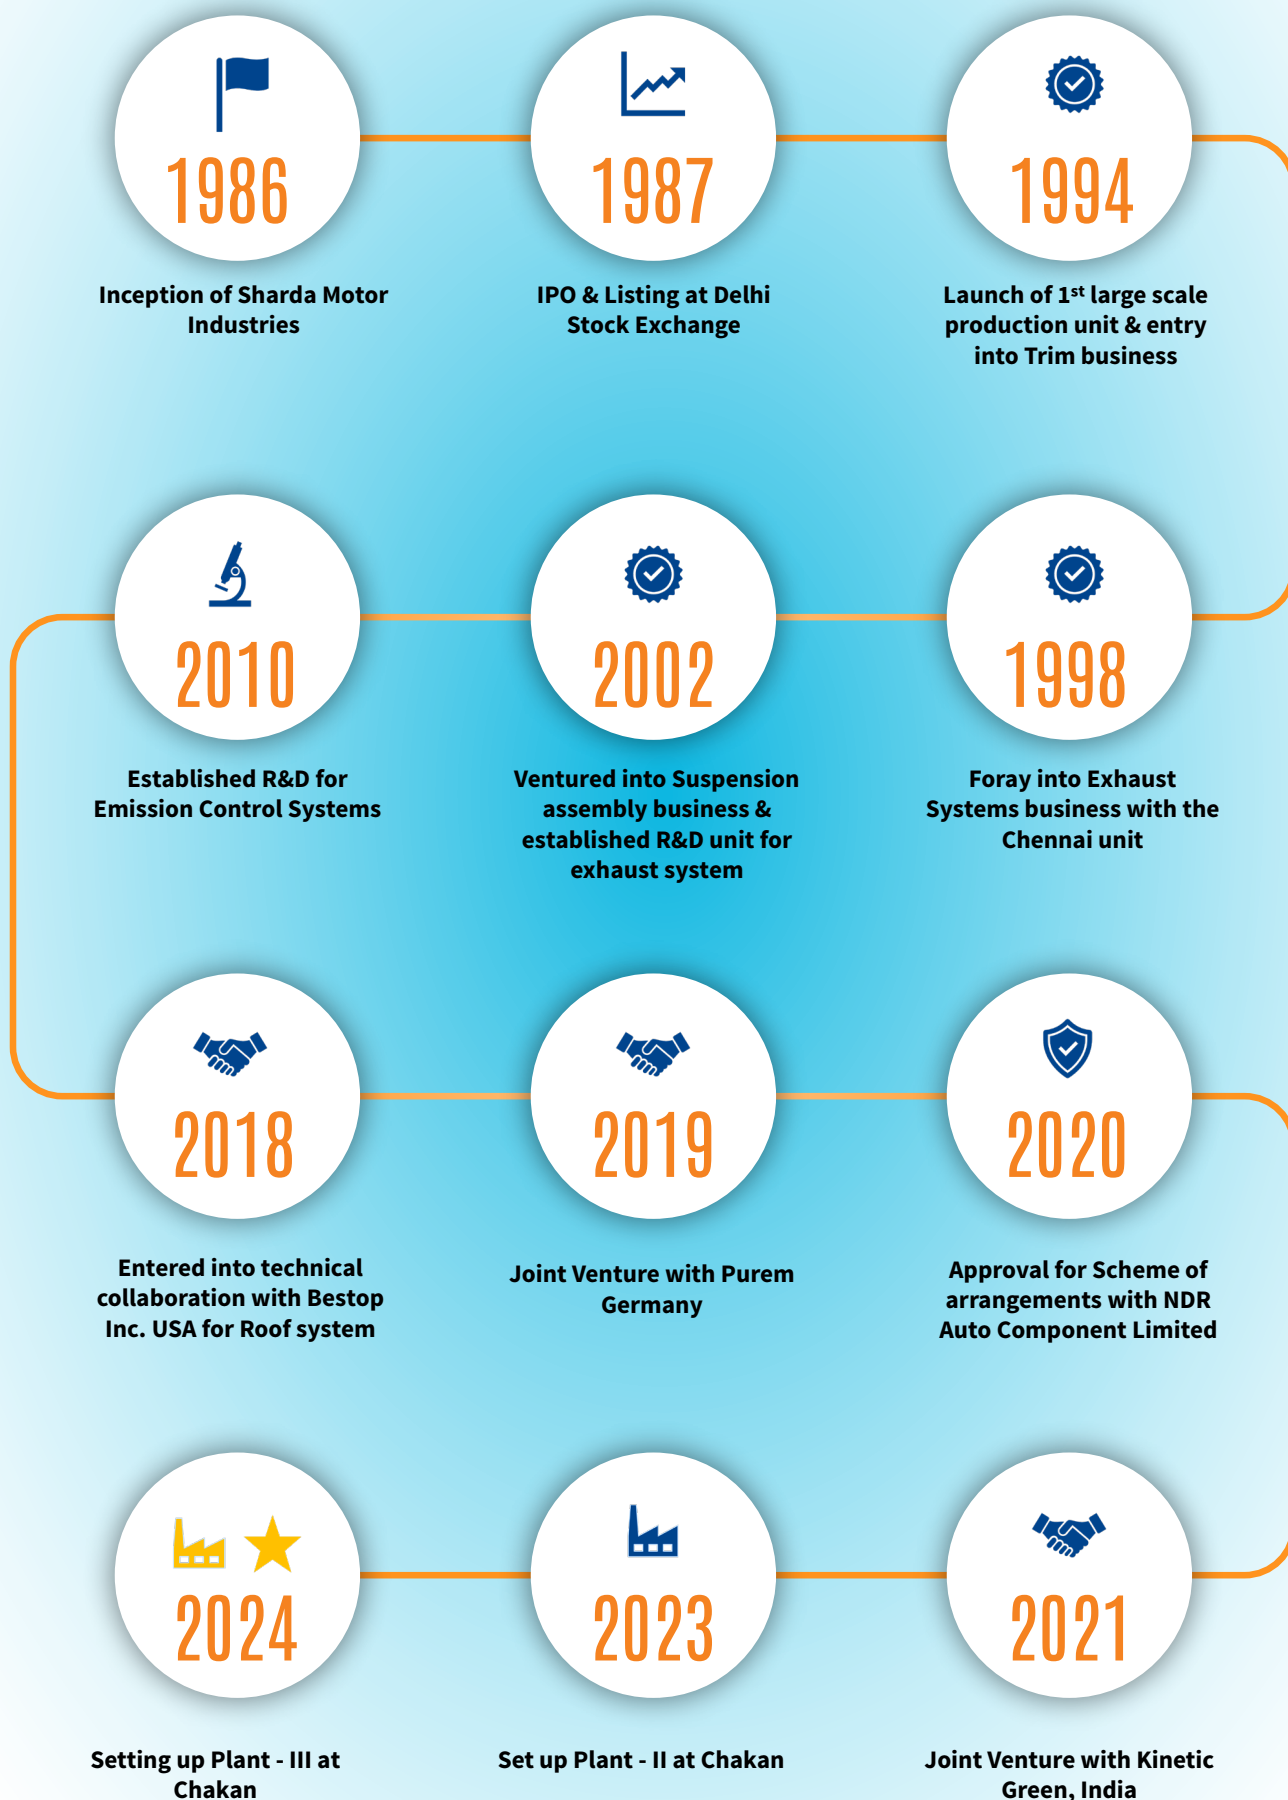 1986
Inception of Sharda Motor
Industries
1987
IPO & Listing at Delhi
Stock Exchange
1994
Launch of 1st large scale
production unit & entry
into Trim business
1998
Foray into Exhaust
Systems business with the
Chennai unit
2002
Ventured into Suspension
assembly business &
established R&D unit for
exhaust system
2010
Established R&D for
Emission Control Systems
2018
Entered into technical
collaboration with Bestop
Inc. USA for Roof system
2019
Joint Venture with Purem
Germany
2020
Approval for Scheme of
arrangements with NDR
Auto Component Limited
2021
Joint Venture with Kinetic
Green, India
2023
Set up Plant - II at Chakan
2024
Setting up Plant - III at
Chakan